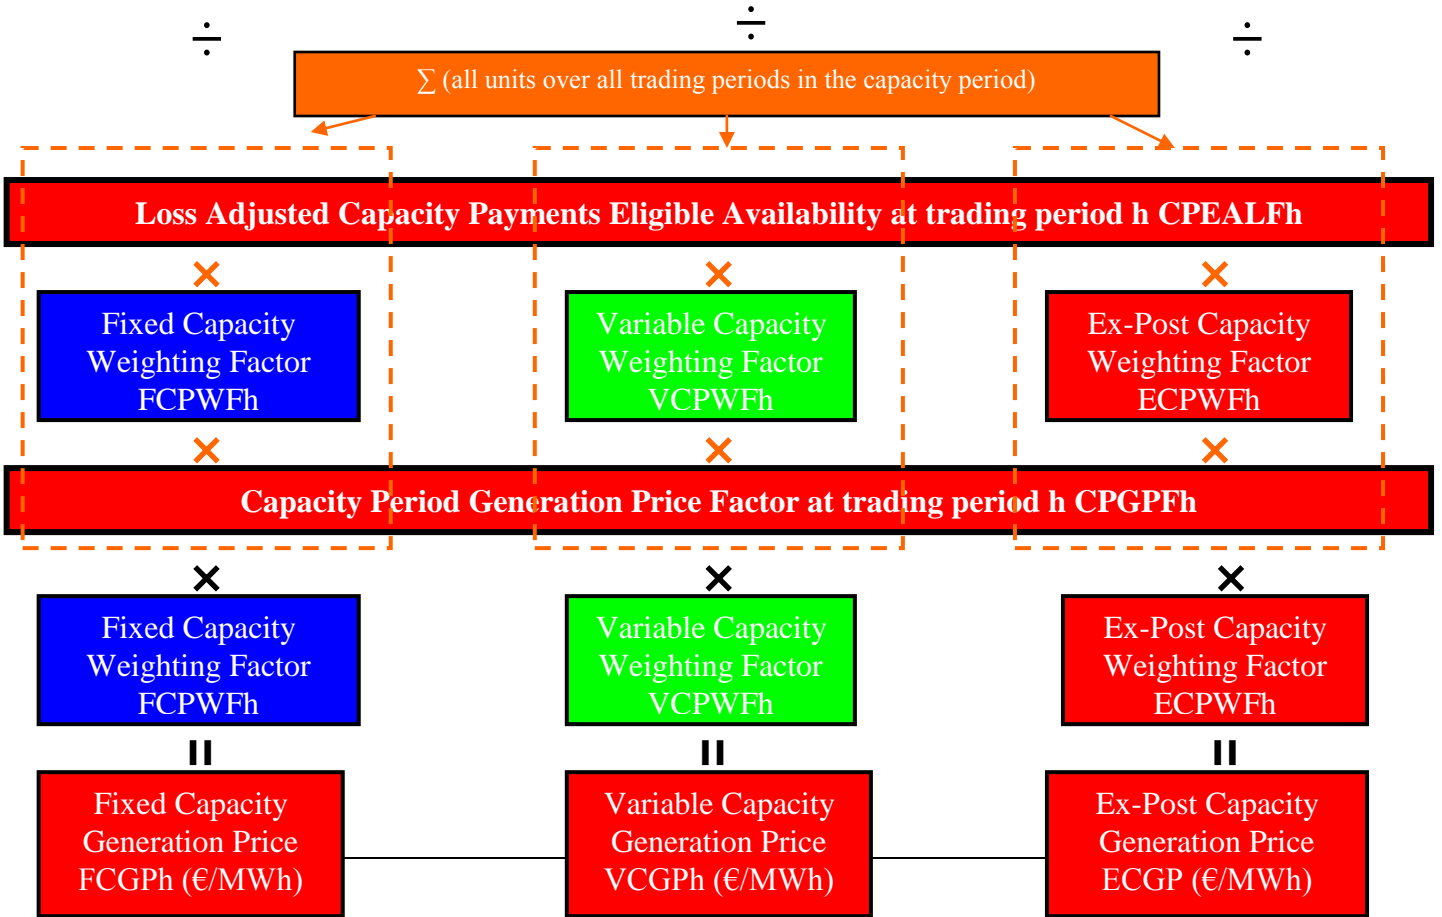 ÷ ÷ ÷
∑ (all units over all trading periods in the capacity period)
Loss Adjusted Capacity Payments Eligible Availability at trading period h CPEALFh
× × ×
Fixed Capacity
Weighting Factor
FCPWFh
Variable Capacity
Weighting Factor
VCPWFh
Ex-Post Capacity
Weighting Factor
ECPWFh
× × ×
Capacity Period Generation Price Factor at trading period h CPGPFh
× × ×
Fixed Capacity
Weighting Factor
FCPWFh
Variable Capacity
Weighting Factor
VCPWFh
Ex-Post Capacity
Weighting Factor
ECPWFh
= = =
Fixed Capacity
Generation Price
FCGPh (€/MWh)
Variable Capacity
Generation Price
VCGPh (€/MWh)
Ex-Post Capacity
Generation Price
ECGP (€/MWh)